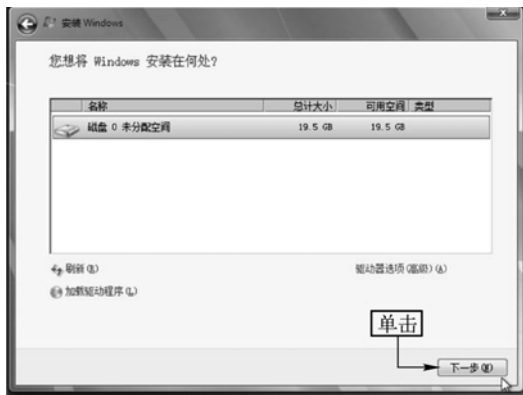 安装 Windows
您想将 Windows 安装在何处?
名称 总计大小 可用空间 类型
磁盘 0 未分配空间 19.5 GB 19.5 GB
刷新(R) 驱动器选项(高级)(A)
加载驱动程序(L)
单击
下一步(N)